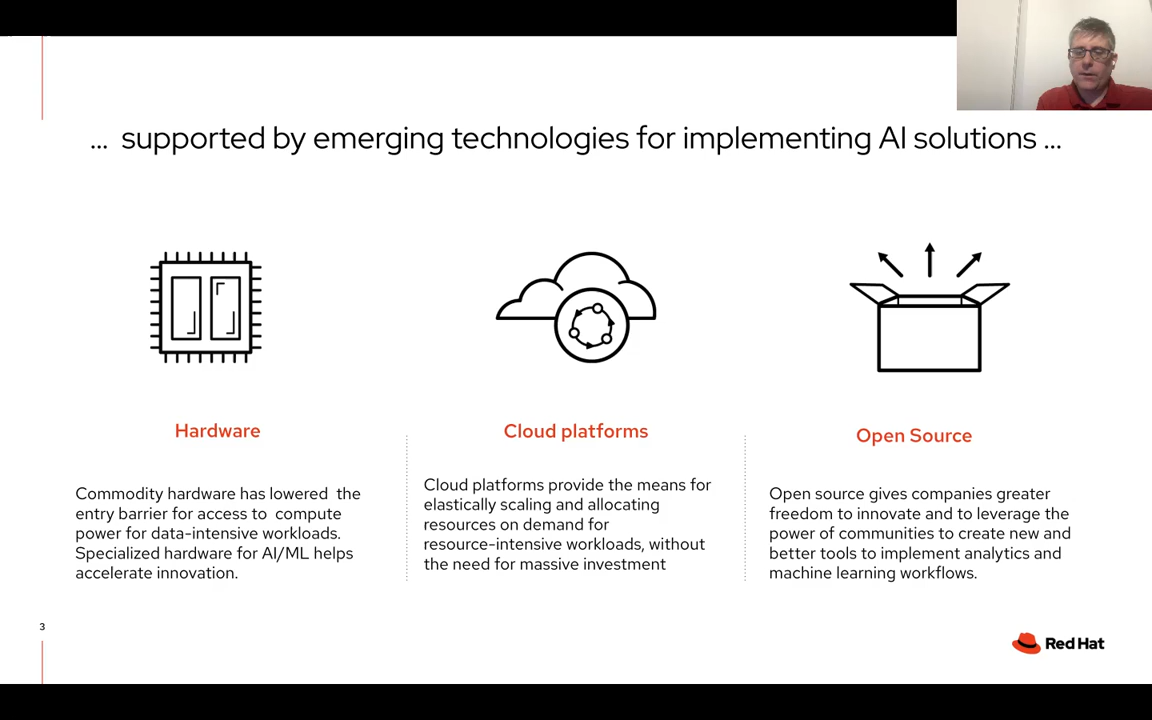 ... supported by emerging technologies for implementing AI solutions ...
Hardware
Commodity hardware has lowered the
entry barrier for access to compute
power for data-intensive workloads.
Specialized hardware for AI/ML helps
accelerate innovation.
Cloud platforms
Cloud platforms provide the means for
elastically scaling and allocating
resources on demand for
resource-intensive workloads, without
the need for massive investment
Open Source
Open source gives companies greater
freedom to innovate and to leverage the
power of communities to create new and
better tools to implement analytics and
machine learning workflows.
3
Red Hat